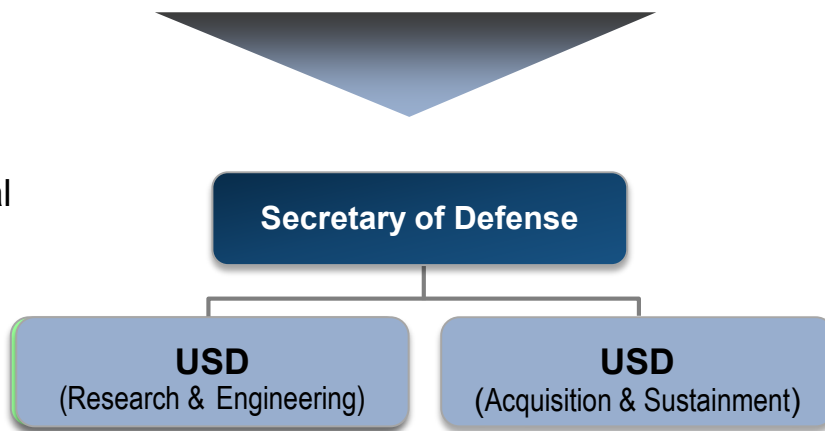 Secretary of Defense
USD
(Research & Engineering)
USD
(Acquisition & Sustainment)